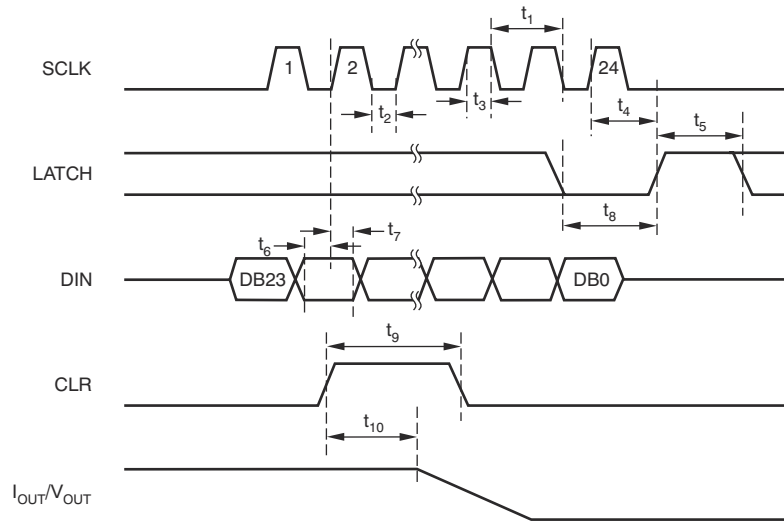 t1
SCLK
1
2
24
t2
t3
t4
t5
LATCH
t8
t6
t7
DIN
DB23
DB0
t9
CLR
t10
IOUT/VOUT